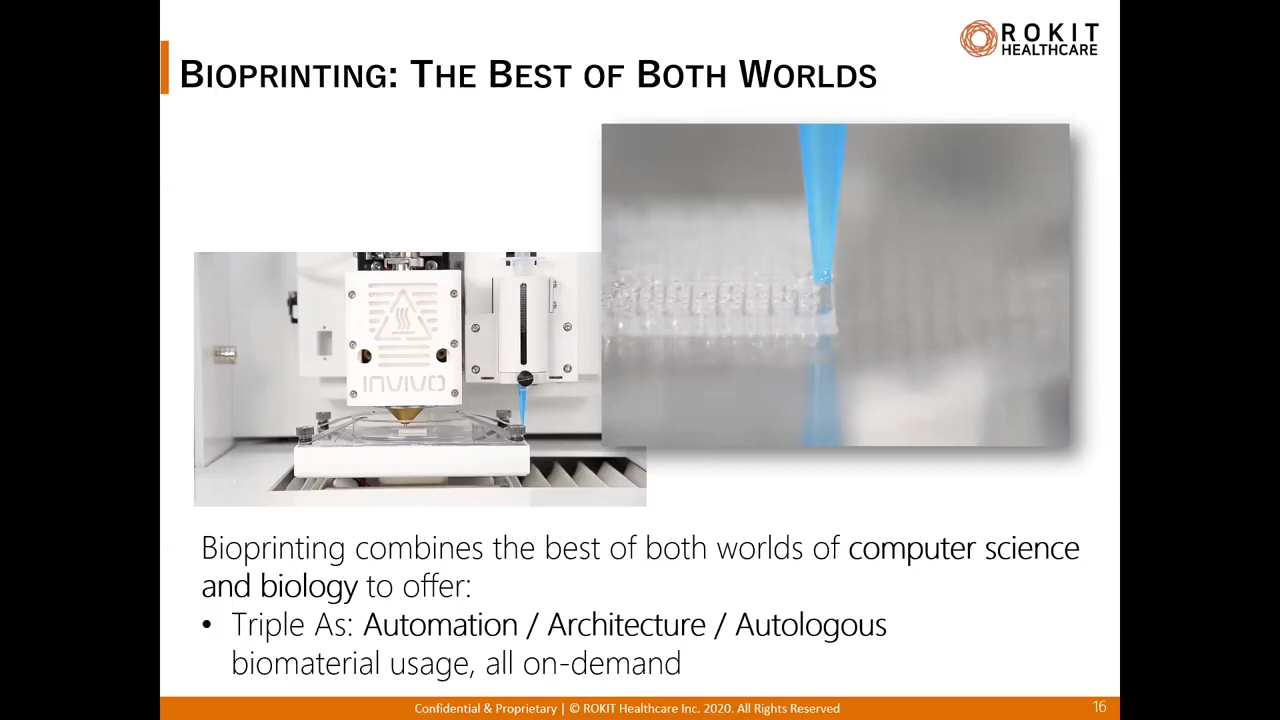 ROKIT
HEALTHCARE
BIOPRINTING: THE BEST OF BOTH WORLDS
INVIVO
Bioprinting combines the best of both worlds of computer science
and biology to offer:
• Triple As: Automation / Architecture / Autologous
biomaterial usage, all on-demand
Confidential & Proprietary | © ROKIT Healthcare Inc. 2020. All Rights Reserved
16